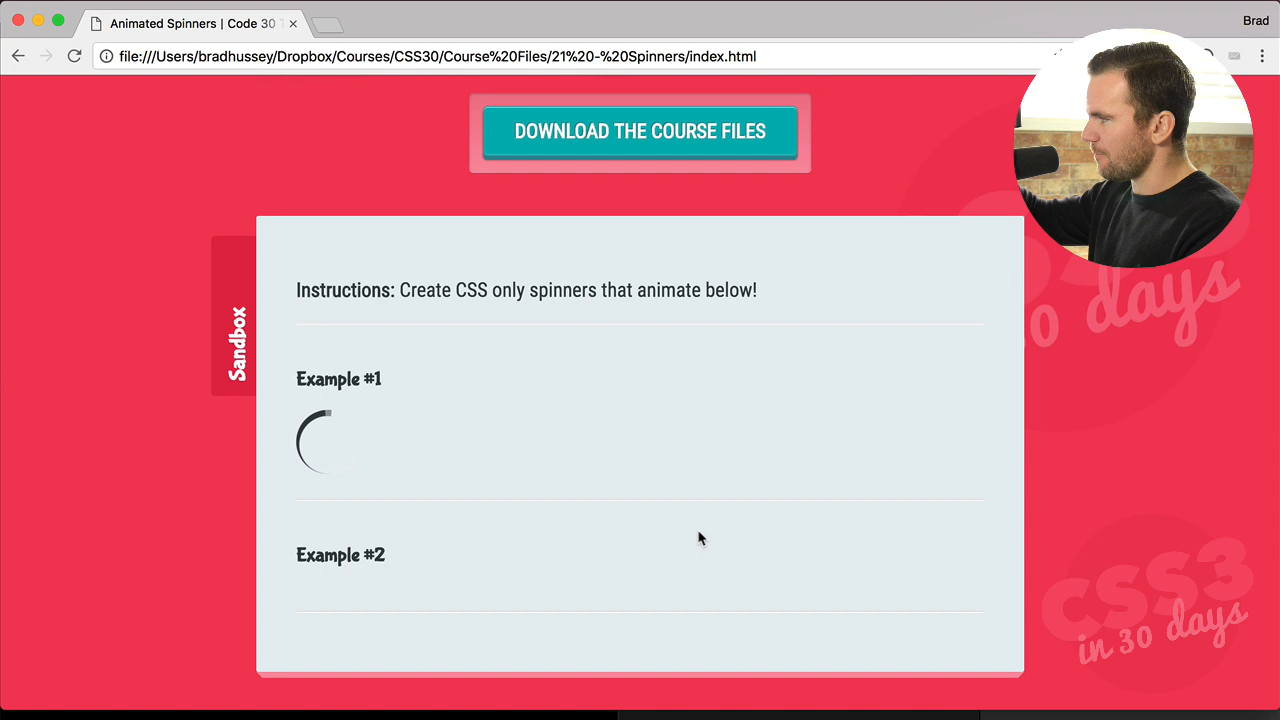 Animated Spinners | Code 30
Brad
file:///Users/bradhussey/Dropbox/Courses/CSS30/Course%20Files/21%20-%20Spinners/index.html
DOWNLOAD THE COURSE FILES
Instructions: Create CSS only spinners that animate below!
Sandbox
Example #1
Example #2
30 days
CSS3
in 30 days